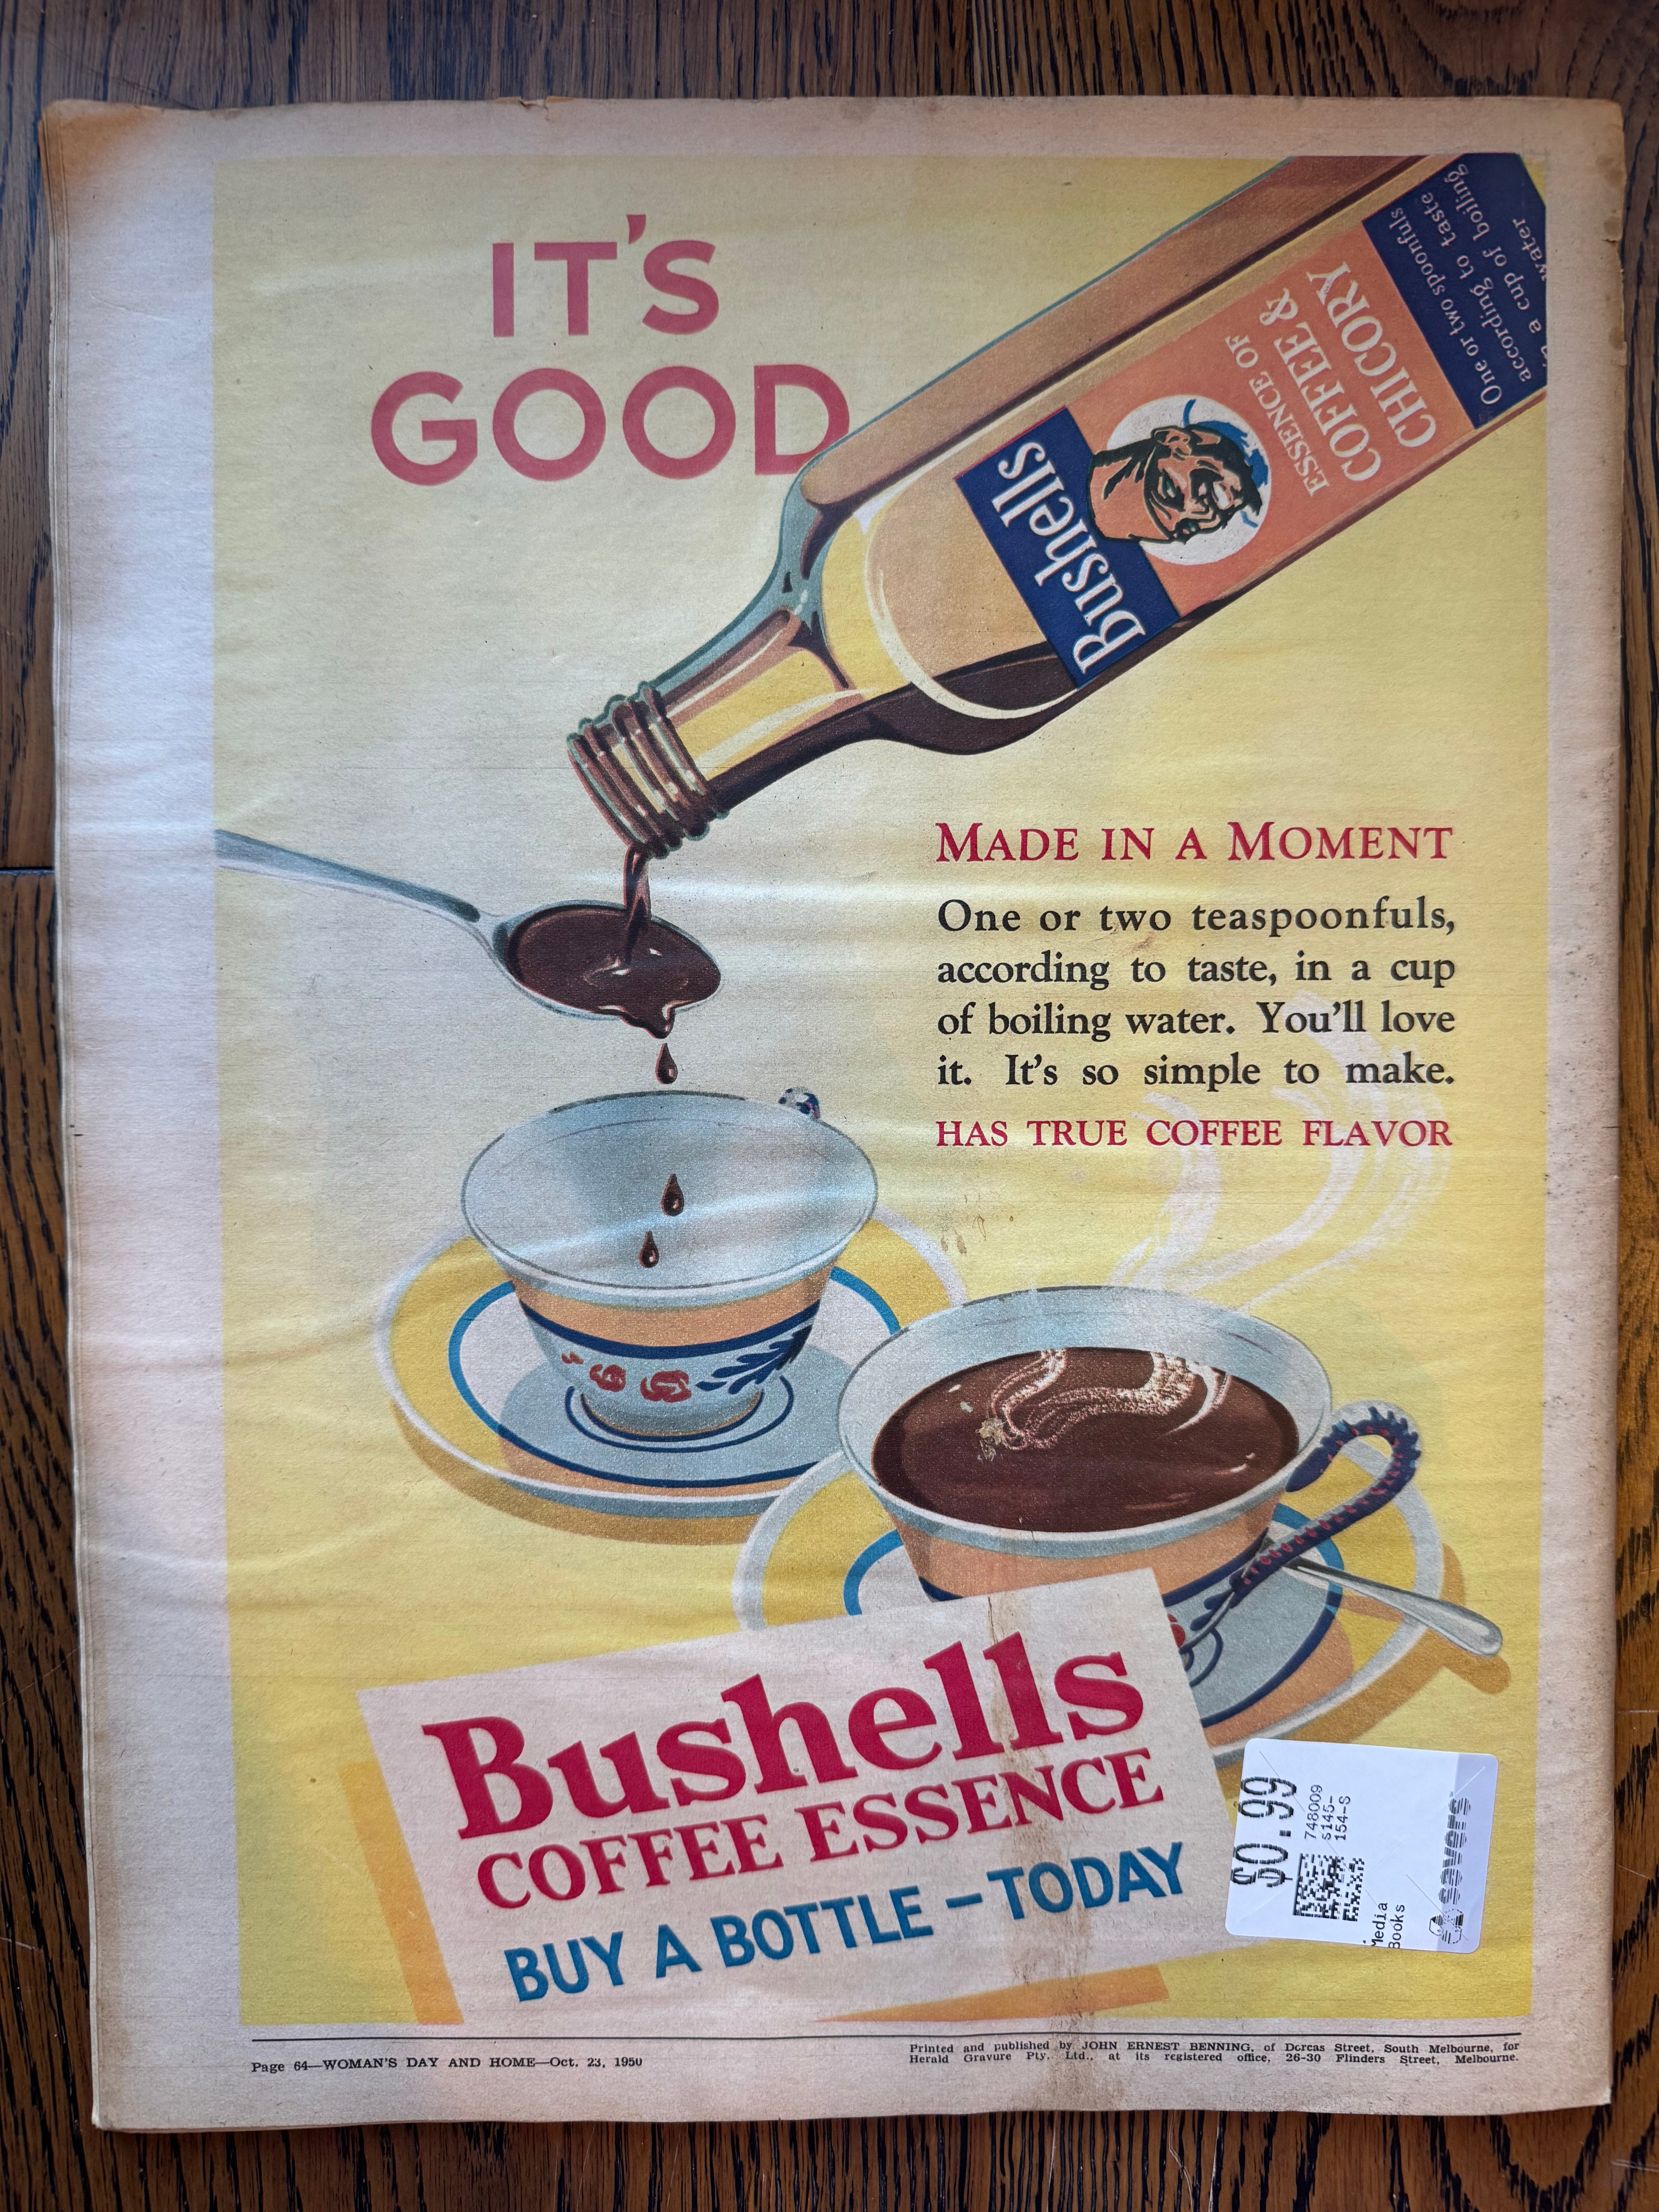 IT'S
GOOD
Bushells
ESSENCE OF
COFFEE &
CHICORY
One or two spoonfuls
according to taste
in a cup of boiling
water
MADE IN A MOMENT
One or two teaspoonfuls,
according to taste, in a cup
of boiling water. You'll love
it. It's so simple to make.
HAS TRUE COFFEE FLAVOR
Bushells
COFFEE ESSENCE
BUY A BOTTLE – TODAY
$0.99
748009
s145-
154-S
Media
Books
savers
Page 64—WOMAN'S DAY AND HOME—Oct. 23, 1950
Printed and published by JOHN ERNEST BENNING, of Dorcas Street, South Melbourne, for
Herald Gravure Pty. Ltd., at its registered office, 26-30 Flinders Street, Melbourne.